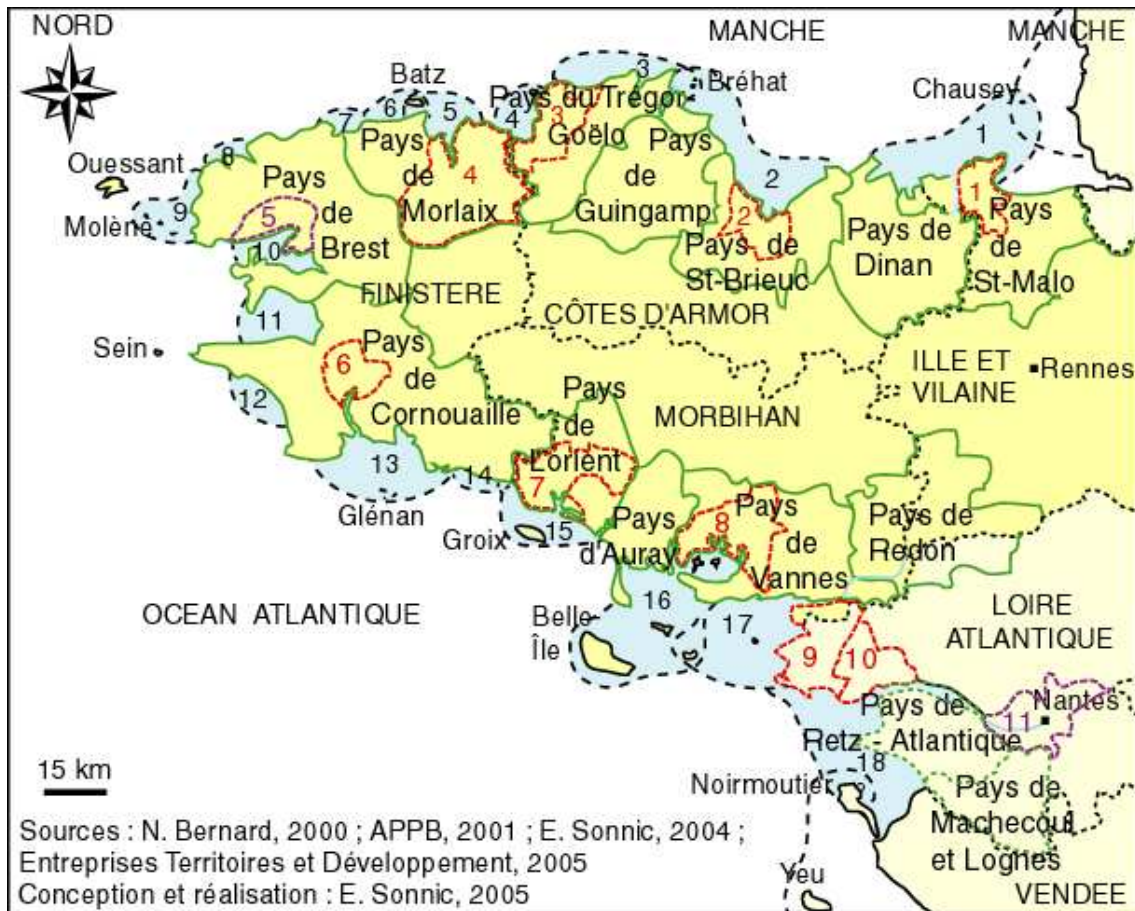 NORD
MANCHE
MANCHE
3
Batz
Bréhat
Chausey
6
5
4
Pays du Trégor-
Goëlo
3
7
1
8
Ouessant
Pays
de
Morlaix
4
Pays
de
Guingamp
2
1
Pays
de
St-Malo
9
Molène
5
Pays
de
Brest
10
2
Pays de
St-Brieuc
Pays de
Dinan
FINISTERE
CÔTES D'ARMOR
11
Sein
6
Pays
de
Cornouaille
ILLE ET
VILAINE
Rennes
12
Pays
de
Lorient
MORBIHAN
13
14
7
Glénan
Groix
15
Pays
d'Auray
8
Pays
de
Vannes
Pays de
Redon
OCEAN ATLANTIQUE
Belle-
Île
16
17
9
10
LOIRE
ATLANTIQUE
11
Nantes
Pays de
Retz - Atlantique
18
15 km
Noirmoutier
Pays de
Machecoul
et Lognes
Sources : N. Bernard, 2000 ; APPB, 2001 ; E. Sonnic, 2004 ;
Entreprises Territoires et Développement, 2005
Conception et réalisation : E. Sonnic, 2005
Yeu
VENDEE